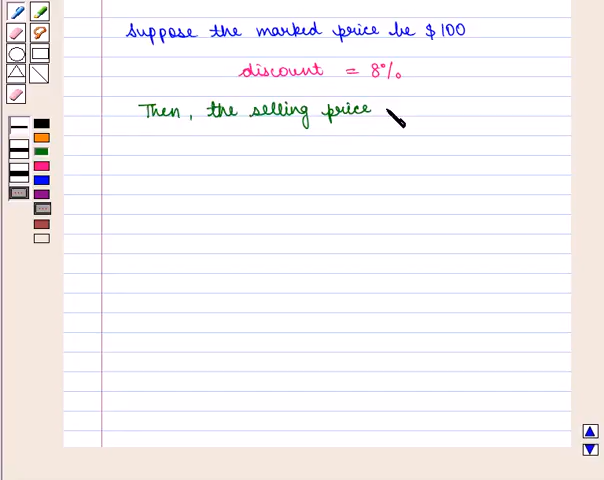 Suppose the marked price be $100
discount = 8%
Then, the selling price